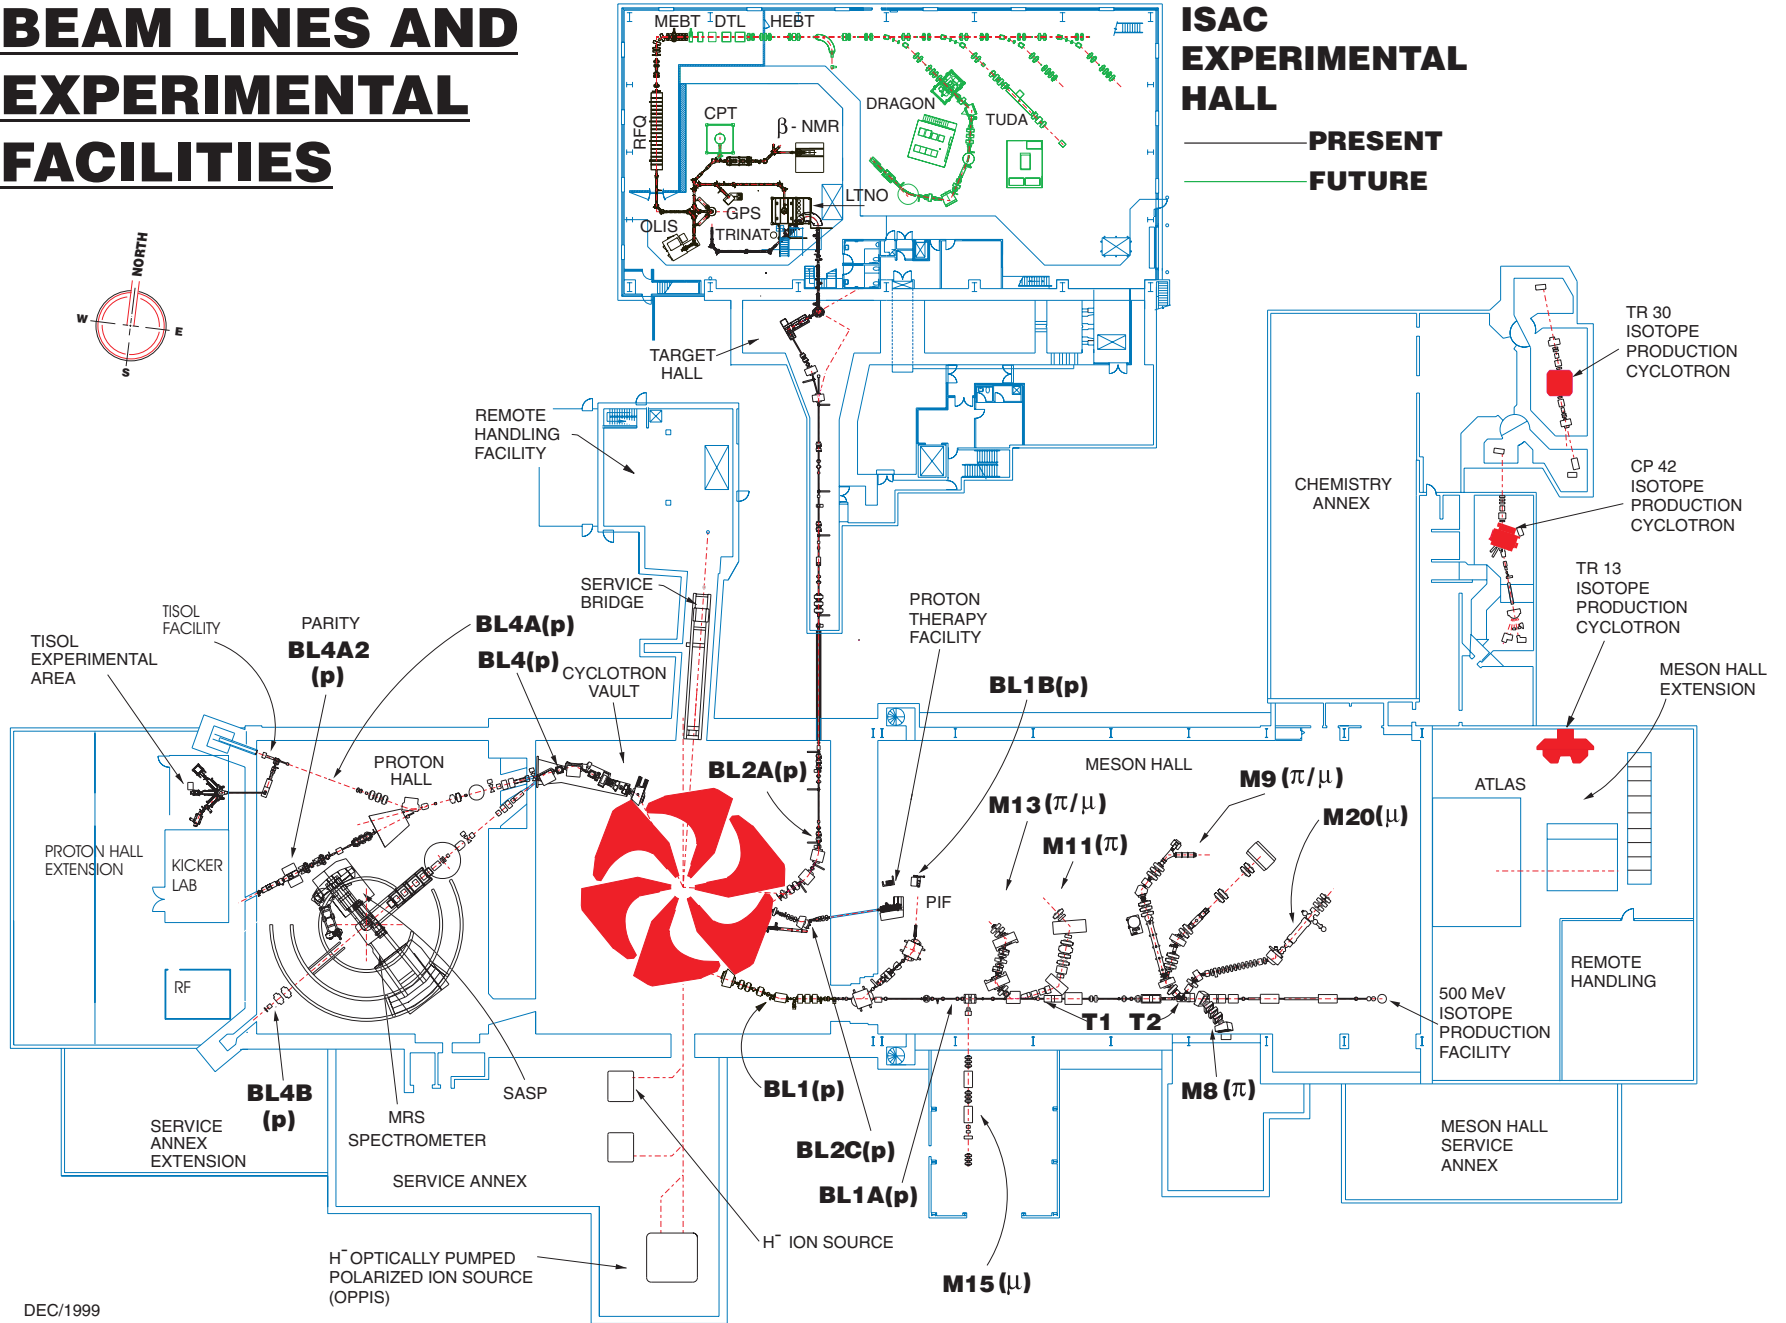 BEAM LINES AND
EXPERIMENTAL
FACILITIES
ISAC
EXPERIMENTAL
HALL
PRESENT
FUTURE
MEBT
DTL
HEBT
RFQ
CPT
β - NMR
DRAGON
TUDA
LTNO
OLIS
GPS
TRINAT
NORTH
W
E
S
TARGET
HALL
REMOTE
HANDLING
FACILITY
TR 30
ISOTOPE
PRODUCTION
CYCLOTRON
CHEMISTRY
ANNEX
CP 42
ISOTOPE
PRODUCTION
CYCLOTRON
TR 13
ISOTOPE
PRODUCTION
CYCLOTRON
MESON HALL
EXTENSION
SERVICE
BRIDGE
PROTON
THERAPY
FACILITY
TISOL
FACILITY
TISOL
EXPERIMENTAL
AREA
PARITY
BL4A2
(p)
BL4A(p)
BL4(p)
CYCLOTRON
VAULT
BL1B(p)
PROTON
HALL
BL2A(p)
MESON HALL
M9 (π/μ)
M13 (π/μ)
M11 (π)
M20(μ)
ATLAS
PROTON HALL
EXTENSION
KICKER
LAB
PIF
RF
REMOTE
HANDLING
500 MeV
ISOTOPE
PRODUCTION
FACILITY
T1
T2
BL4B
(p)
SASP
MRS
SPECTROMETER
BL1(p)
M8 (π)
SERVICE
ANNEX
EXTENSION
BL2C(p)
MESON HALL
SERVICE
ANNEX
SERVICE ANNEX
BL1A(p)
H⁻ ION SOURCE
H⁻ OPTICALLY PUMPED
POLARIZED ION SOURCE
(OPPIS)
M15 (μ)
DEC/1999